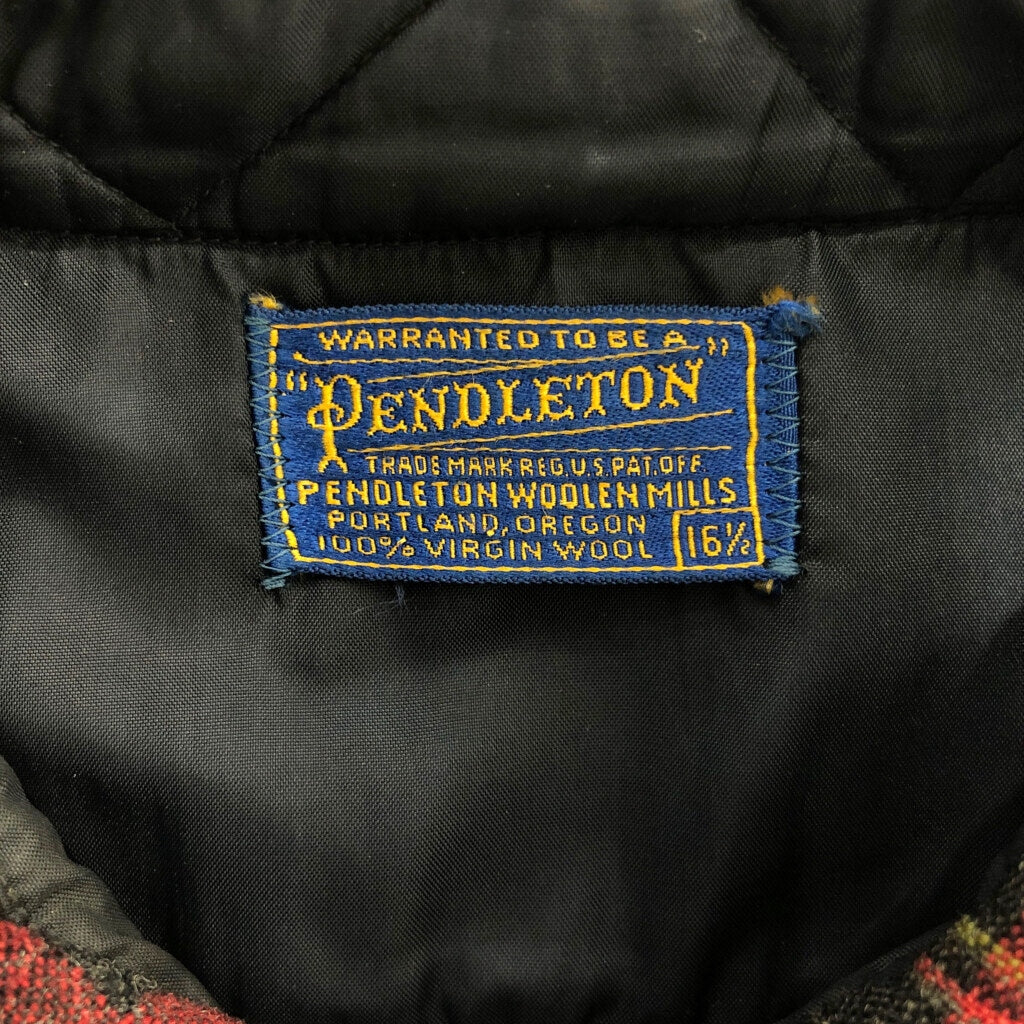 WARRANTED TO BE A
"PENDLETON"
TRADE MARK REG. U.S. PAT. OFF.
PENDLETON WOOLEN MILLS
PORTLAND, OREGON
100% VIRGIN WOOL
16½